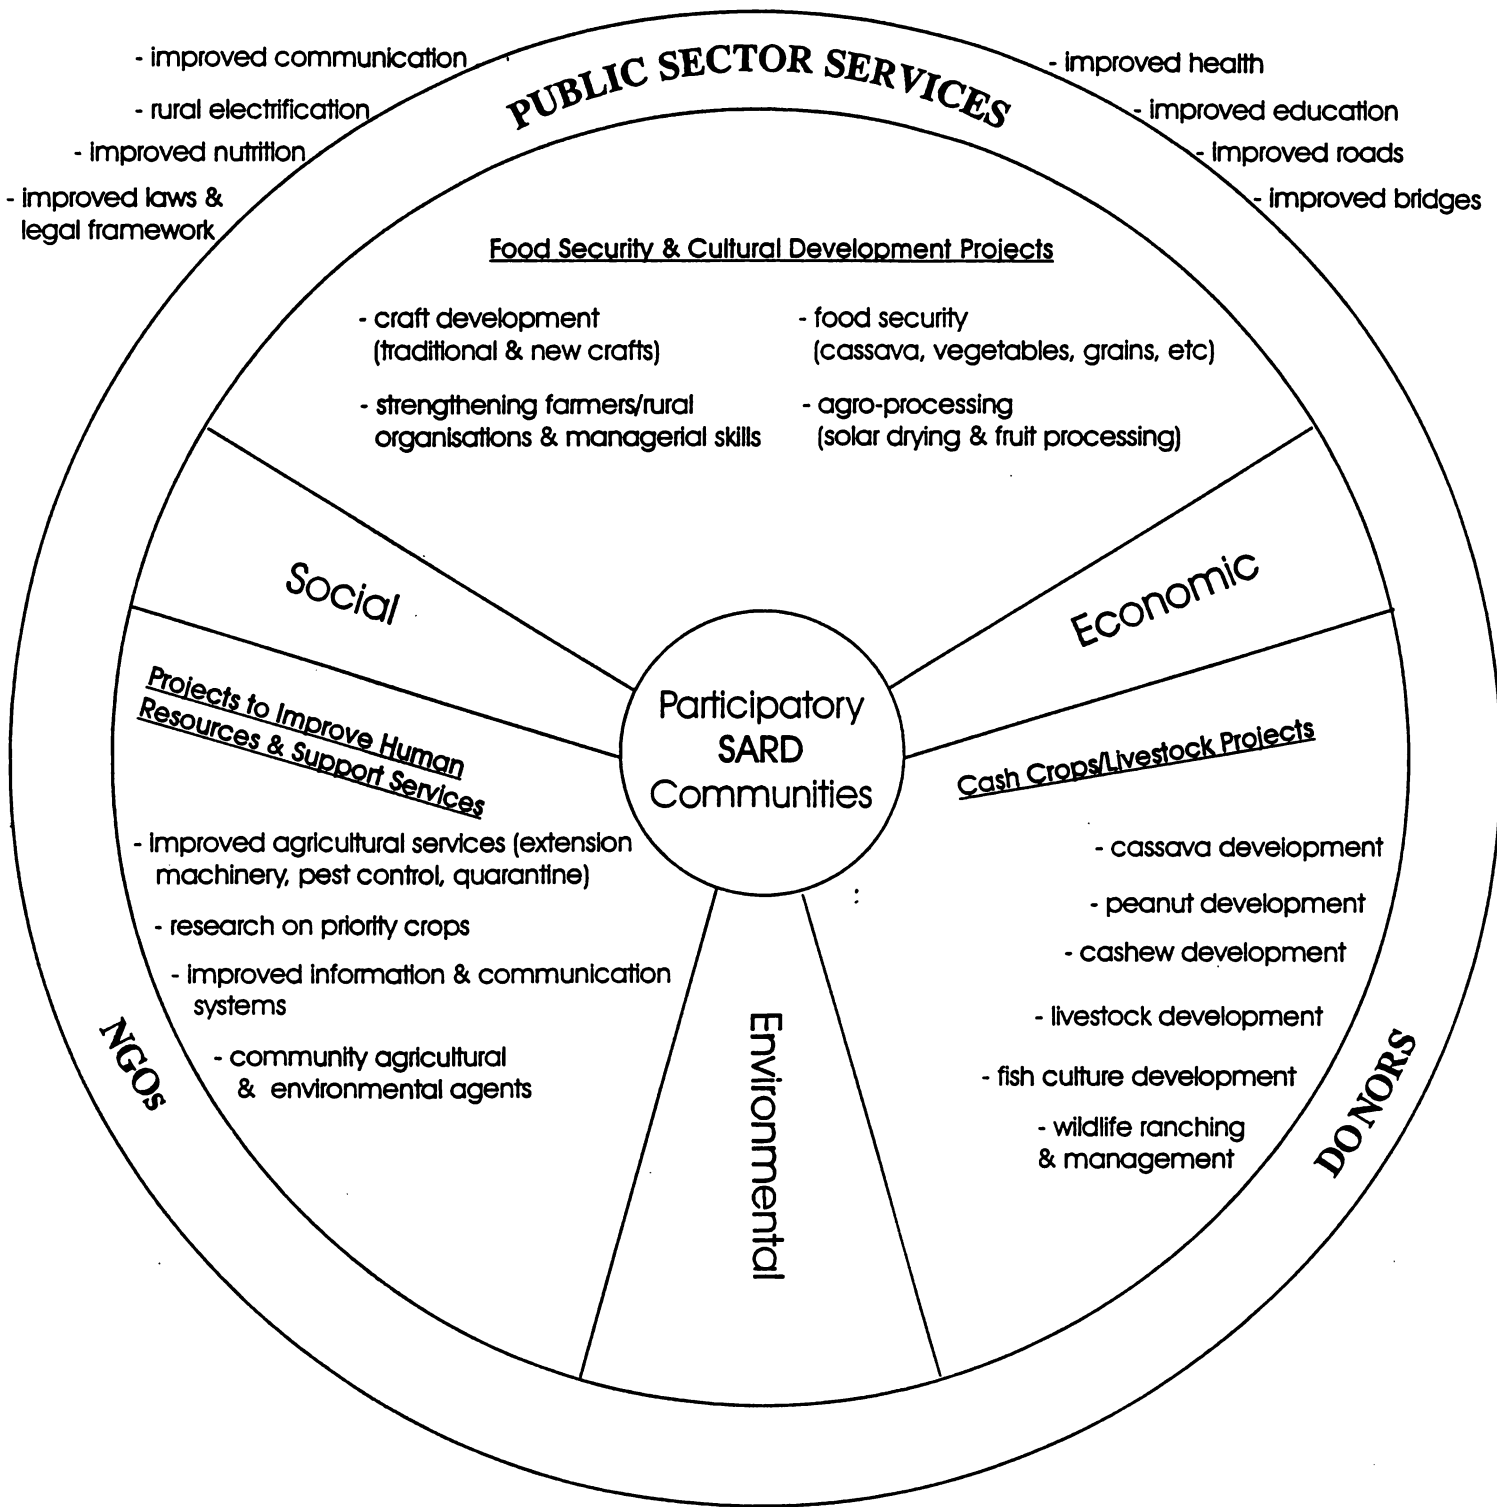 - improved communication
- rural electrification
- improved nutrition
- improved laws &
legal framework
PUBLIC SECTOR SERVICES
- improved health
- improved education
- improved roads
- improved bridges
Food Security & Cultural Development Projects
- craft development
(traditional & new crafts)
- strengthening farmers/rural
organisations & managerial skills
- food security
(cassava, vegetables, grains, etc)
- agro-processing
(solar drying & fruit processing)
Social
Economic
Participatory
SARD
Communities
Projects to Improve Human
Resources & Support Services
- improved agricultural services (extension
machinery, pest control, quarantine)
- research on priority crops
- improved information & communication
systems
- community agricultural
& environmental agents
Cash Crops/Livestock Projects
- cassava development
- peanut development
- cashew development
- livestock development
- fish culture development
- wildlife ranching
& management
Environmental
NGOs
DONORS